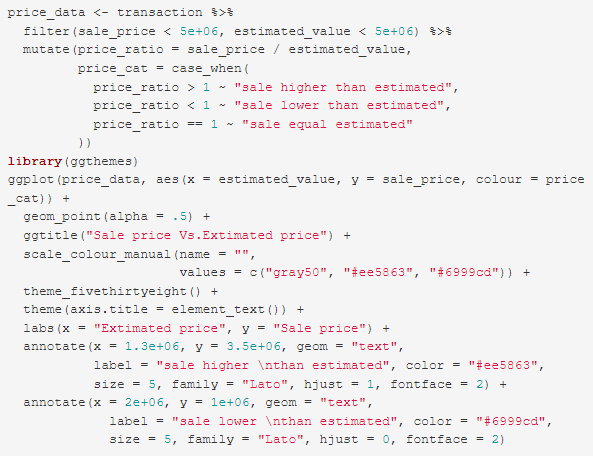 price_data <- transaction %>%
  filter(sale_price < 5e+06, estimated_value < 5e+06) %>%
  mutate(price_ratio = sale_price / estimated_value,
         price_cat = case_when(
           price_ratio > 1 ~ "sale higher than estimated",
           price_ratio < 1 ~ "sale lower than estimated",
           price_ratio == 1 ~ "sale equal estimated"
         ))
library(ggthemes)
ggplot(price_data, aes(x = estimated_value, y = sale_price, colour = price
_cat)) +
  geom_point(alpha = .5) +
  ggtitle("Sale price Vs.Extimated price") +
  scale_colour_manual(name = "",
                      values = c("gray50", "#ee5863", "#6999cd")) +
  theme_fivethirtyeight() +
  theme(axis.title = element_text()) +
  labs(x = "Extimated price", y = "Sale price") +
  annotate(x = 1.3e+06, y = 3.5e+06, geom = "text",
           label = "sale higher \nthan estimated", color = "#ee5863",
           size = 5, family = "Lato", hjust = 1, fontface = 2) +
  annotate(x = 2e+06, y = 1e+06, geom = "text",
             label = "sale lower \nthan estimated", color = "#6999cd",
             size = 5, family = "Lato", hjust = 0, fontface = 2)